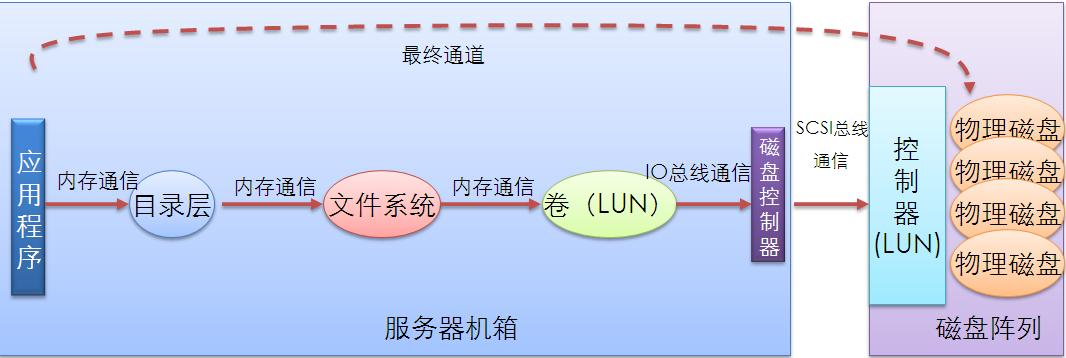 最终通道
应用程序
内存通信
目录层
内存通信
文件系统
内存通信
卷（LUN）
IO总线通信
磁盘控制器
SCSI总线
通信
控制器
(LUN)
物理磁盘
物理磁盘
物理磁盘
物理磁盘
服务器机箱
磁盘阵列